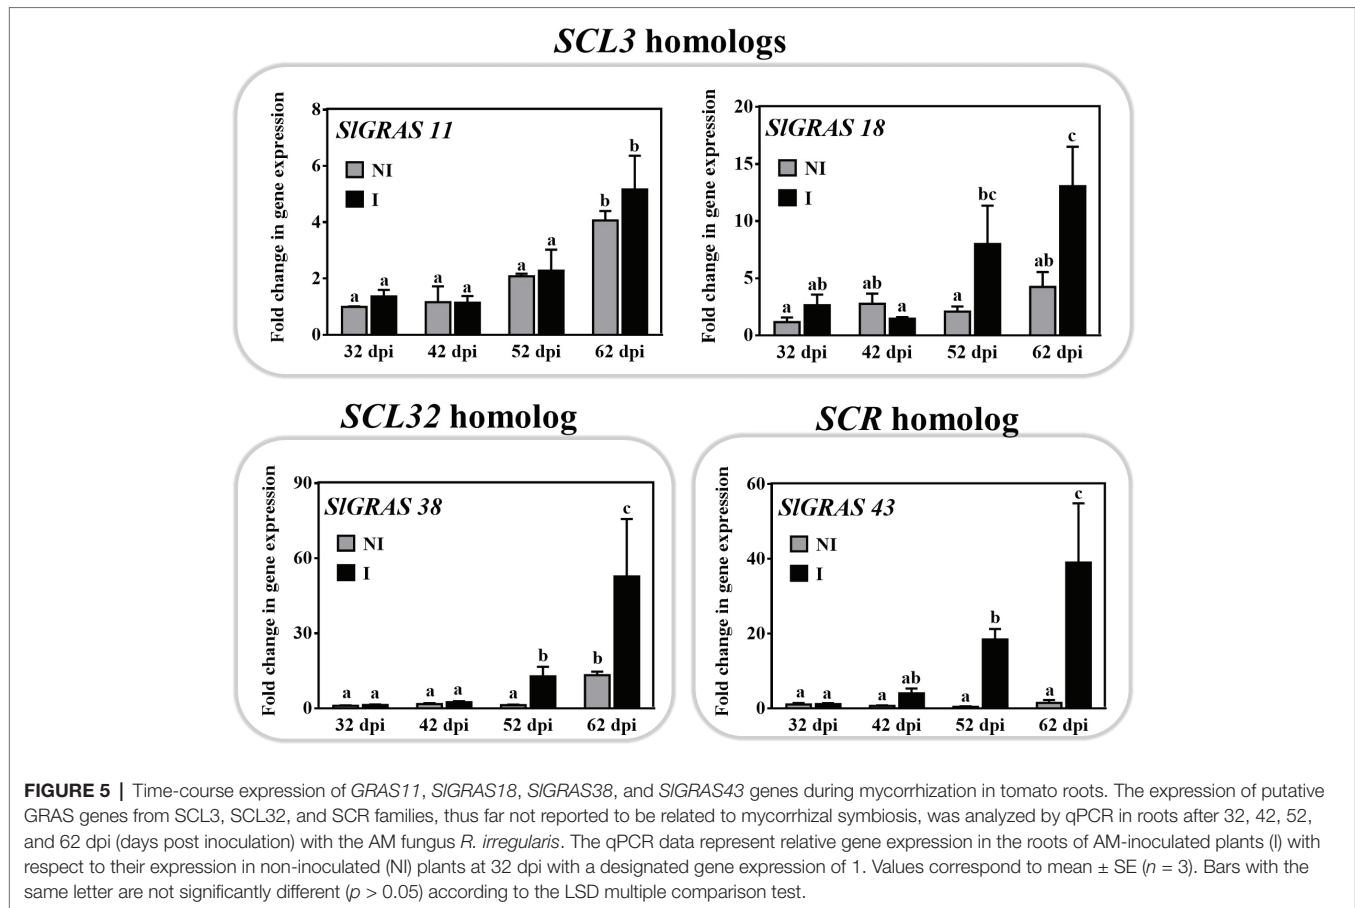 SCL3 homologs
Fold change in gene expression
8
6
4
2
0
SlGRAS 11
NI
I
a
a
a
a
a
a
b
b
32 dpi
42 dpi
52 dpi
62 dpi
Fold change in gene expression
20
15
10
5
0
SlGRAS 18
NI
I
a
ab
ab
a
a
bc
ab
c
32 dpi
42 dpi
52 dpi
62 dpi
SCL32 homolog
Fold change in gene expression
90
60
30
0
SlGRAS 38
NI
I
a
a
a
a
a
b
b
c
32 dpi
42 dpi
52 dpi
62 dpi
SCR homolog
Fold change in gene expression
60
40
20
0
SlGRAS 43
NI
I
a
a
a
ab
a
b
a
c
32 dpi
42 dpi
52 dpi
62 dpi
FIGURE 5 | Time-course expression of GRAS11, SlGRAS18, SlGRAS38, and SlGRAS43 genes during mycorrhization in tomato roots. The expression of putative
GRAS genes from SCL3, SCL32, and SCR families, thus far not reported to be related to mycorrhizal symbiosis, was analyzed by qPCR in roots after 32, 42, 52,
and 62 dpi (days post inoculation) with the AM fungus R. irregularis. The qPCR data represent relative gene expression in the roots of AM-inoculated plants (I) with
respect to their expression in non-inoculated (NI) plants at 32 dpi with a designated gene expression of 1. Values correspond to mean ± SE (n = 3). Bars with the
same letter are not significantly different (p > 0.05) according to the LSD multiple comparison test.